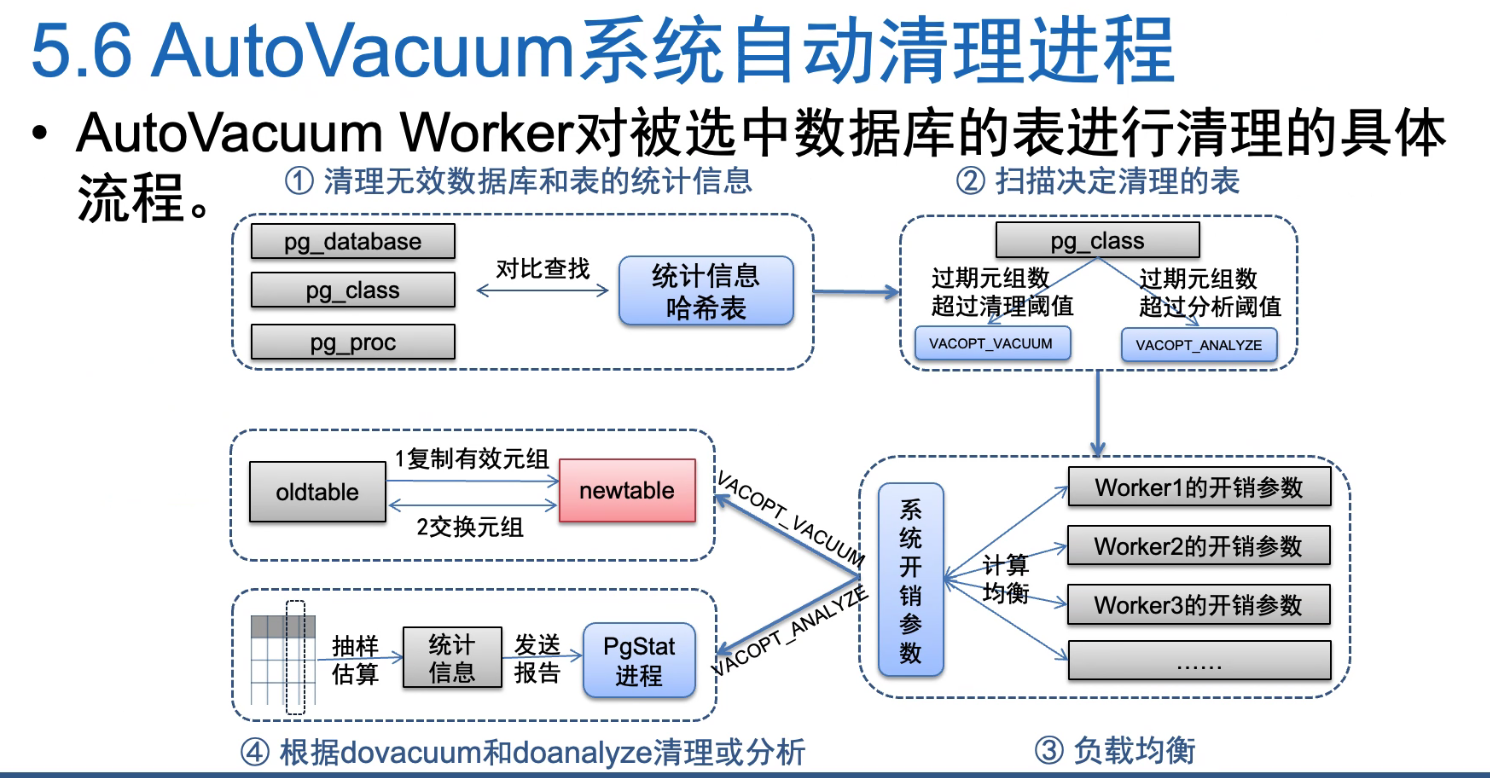 5.6 AutoVacuum系统自动清理进程
• AutoVacuum Worker对被选中数据库的表进行清理的具体
流程。
① 清理无效数据库和表的统计信息
pg_database
pg_class
pg_proc
对比查找
统计信息
哈希表
② 扫描决定清理的表
pg_class
过期元组数
超过清理阈值
过期元组数
超过分析阈值
VACOPT_VACUUM
VACOPT_ANALYZE
oldtable
1复制有效元组
2交换元组
newtable
VACOPT_VACUUM
VACOPT_ANALYZE
系统开销参数
计算
均衡
Worker1的开销参数
Worker2的开销参数
Worker3的开销参数
……
抽样
估算
统计
信息
发送
报告
PgStat
进程
④ 根据dovacuum和doanalyze清理或分析
③ 负载均衡